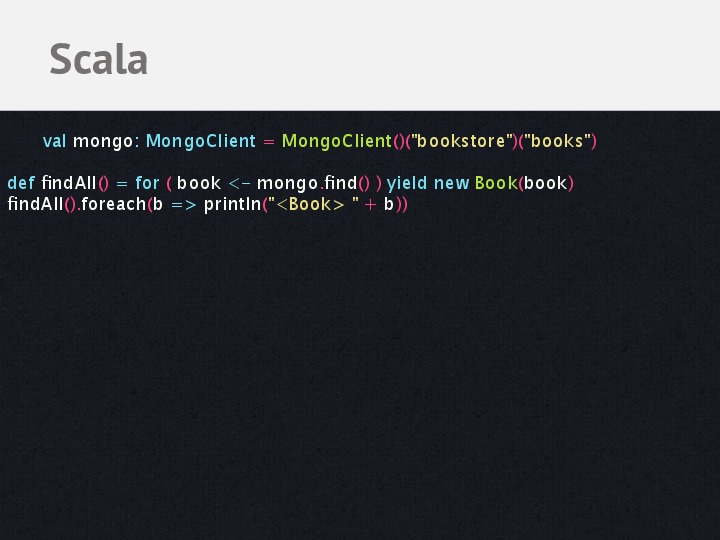 Scala
val mongo: MongoClient = MongoClient()("bookstore")("books")
def findAll() = for ( book <- mongo.find() ) yield new Book(book)
findAll().foreach(b => println("<Book> " + b))